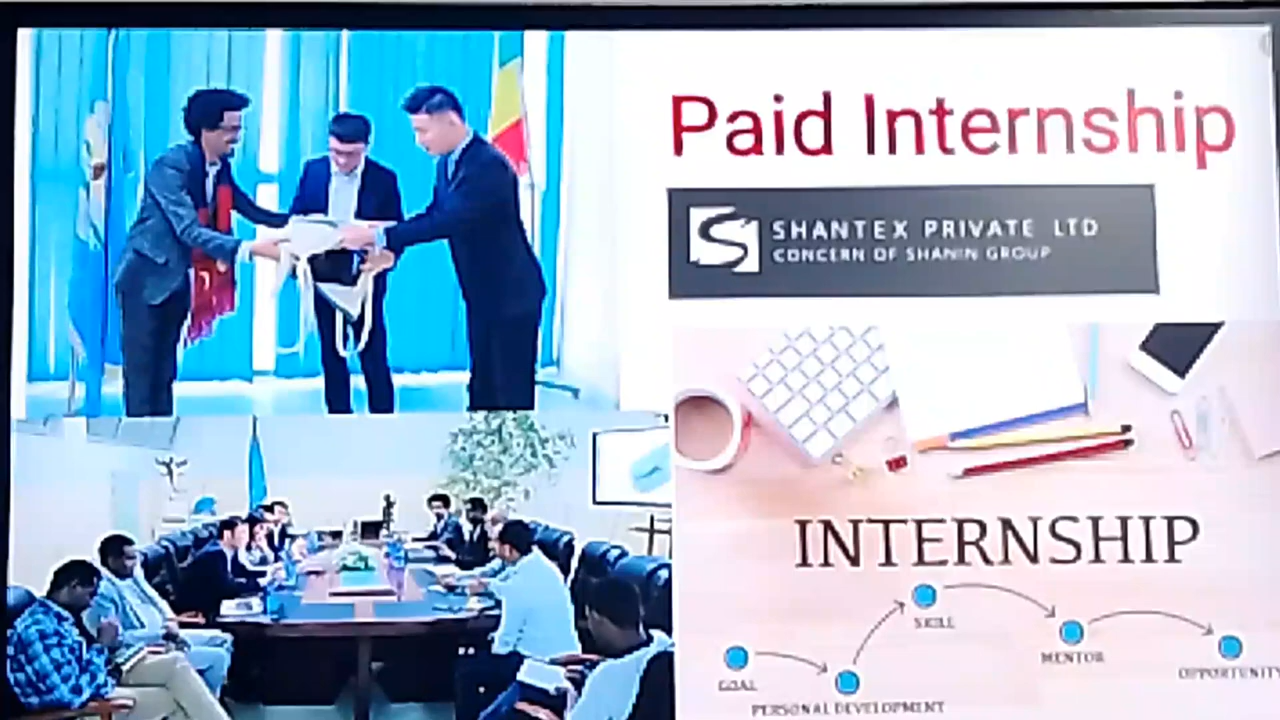 Paid Internship
SHANTEX PRIVATE LTD
CONCERN OF SHANIN GROUP
INTERNSHIP
GOAL
PERSONAL DEVELOPMENT
SKILL
MENTOR
OPPORTUNITY